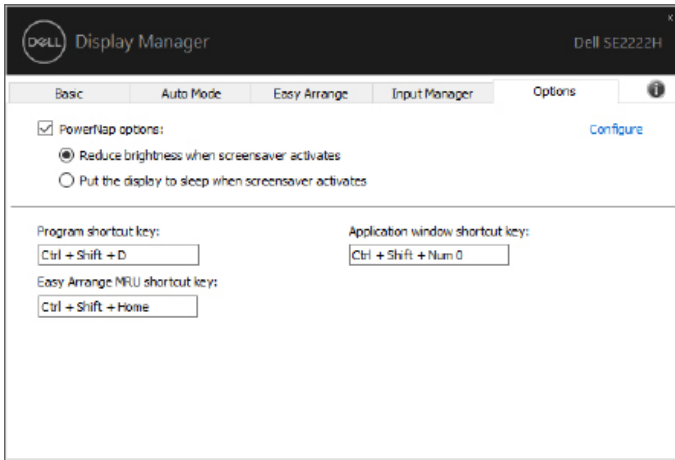 x
DELL Display Manager
Dell SE2222H
Basic
Auto Mode
Easy Arrange
Input Manager
Options
i
PowerNap options:
Configure
Reduce brightness when screensaver activates
Put the display to sleep when screensaver activates
Program shortcut key:
Application window shortcut key:
Ctrl + Shift + D
Ctrl + Shift + Num 0
Easy Arrange MRU shortcut key:
Ctrl + Shift + Home